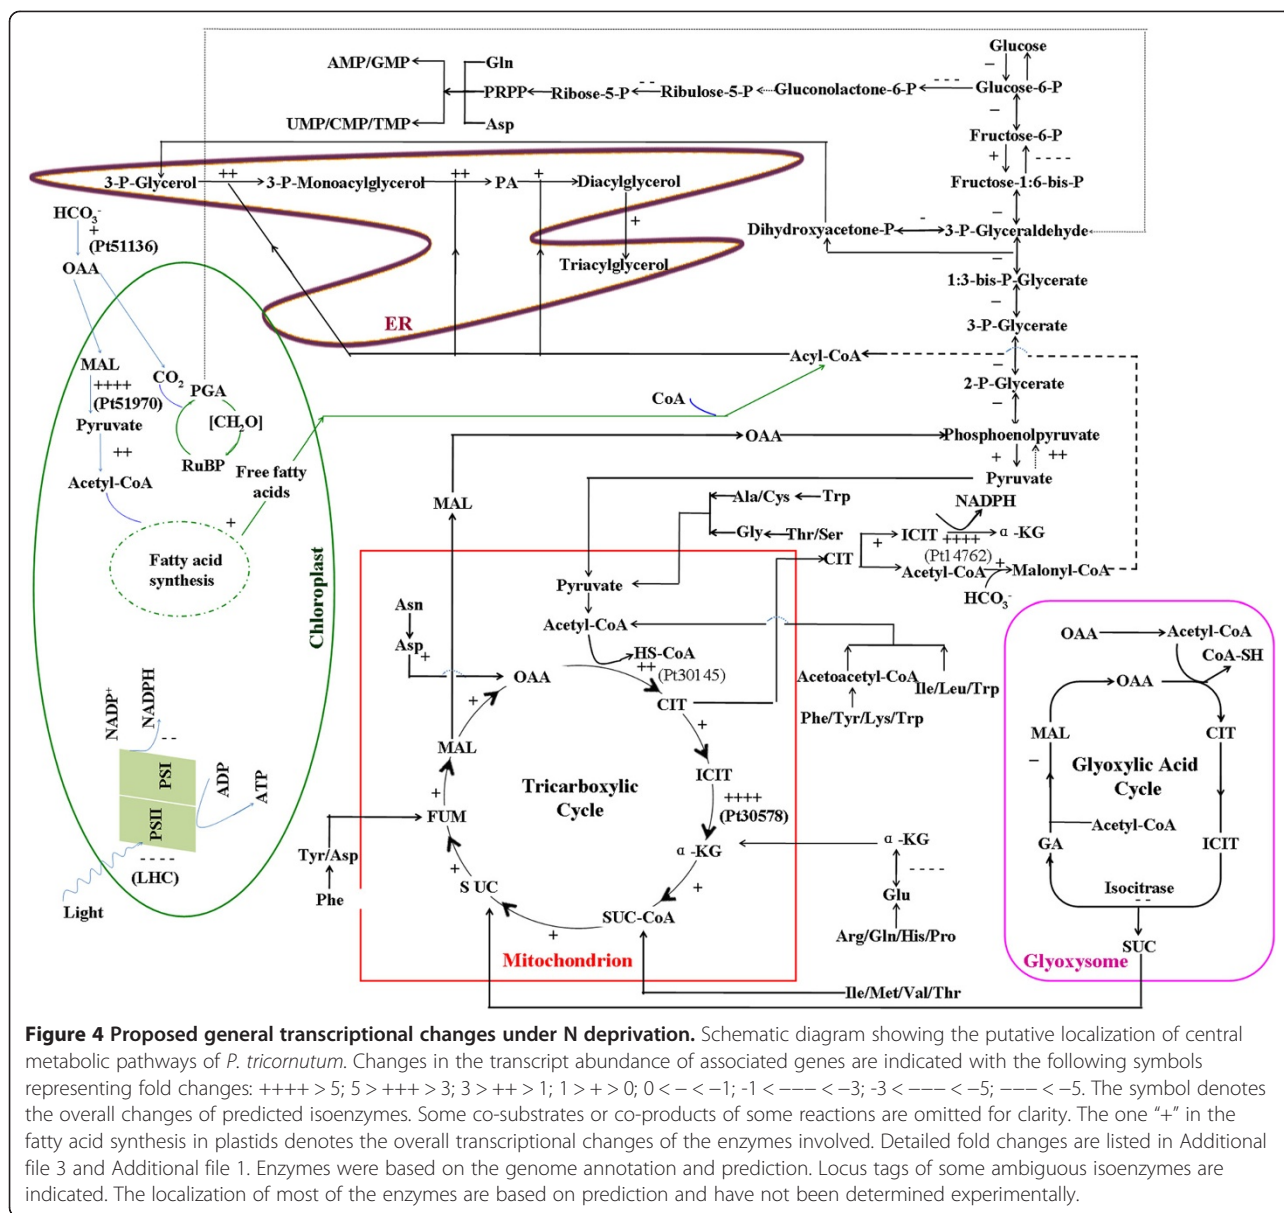 Glucose
–
AMP/GMP
Gln
- - -
Glucose-6-P
PRPP
Ribose-5-P
- -
Ribulose-5-P
Gluconolactone-6-P
–
UMP/CMP/TMP
Asp
Fructose-6-P
+
- - - -
Fructose-1:6-bis-P
3-P-Glycerol
++
3-P-Monoacylglycerol
++
PA
+
Diacylglycerol
+
Triacylglycerol
ER
–
Dihydroxyacetone-P
-
3-P-Glyceraldehyde
–
1:3-bis-P-Glycerate
–
3-P-Glycerate
Acyl-CoA
–
2-P-Glycerate
–
CoA
OAA
Phosphoenolpyruvate
+
++
Pyruvate
HCO3-
+
(Pt51136)
OAA
MAL
++++
(Pt51970)
Pyruvate
++
Acetyl-CoA
CO2
PGA
[CH2O]
RuBP
Free fatty
acids
+
Fatty acid
synthesis
Chloroplast
NADP+
NADPH
- -
PSI
PSII
ADP
ATP
- - - -
(LHC)
Light
MAL
Ala/Cys
Trp
Gly
Thr/Ser
NADPH
CIT
+
ICIT
++++
α-KG
(Pt14762)
Acetyl-CoA
+
Malonyl-CoA
HCO3-
Pyruvate
Asn
Asp
+
Acetyl-CoA
HS-CoA
++
(Pt30145)
OAA
CIT
+
+
MAL
ICIT
Tricarboxylic
Cycle
++++
(Pt30578)
+
FUM
α-KG
+
+
SUC
SUC-CoA
+
Mitochondrion
Tyr/Asp
Phe
Acetoacetyl-CoA
Ile/Leu/Trp
Phe/Tyr/Lys/Trp
α-KG
- - - -
Glu
Arg/Gln/His/Pro
Ile/Met/Val/Thr
OAA
Acetyl-CoA
CoA-SH
OAA
MAL
CIT
–
Glyoxylic Acid
Cycle
Acetyl-CoA
GA
ICIT
Isocitrase
- -
SUC
Glyoxysome
Figure 4 Proposed general transcriptional changes under N deprivation. Schematic diagram showing the putative localization of central
metabolic pathways of P. tricornutum. Changes in the transcript abundance of associated genes are indicated with the following symbols
representing fold changes: ++++ > 5; 5 > +++ > 3; 3 > ++ > 1; 1 > + > 0; 0 < − < −1; -1 < −−− < −3; -3 < −−− < −5; −−− < −5. The symbol denotes
the overall changes of predicted isoenzymes. Some co-substrates or co-products of some reactions are omitted for clarity. The one “+” in the
fatty acid synthesis in plastids denotes the overall transcriptional changes of the enzymes involved. Detailed fold changes are listed in Additional
file 3 and Additional file 1. Enzymes were based on the genome annotation and prediction. Locus tags of some ambiguous isoenzymes are
indicated. The localization of most of the enzymes are based on prediction and have not been determined experimentally.